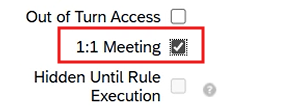 Out of Turn Access
1:1 Meeting
Hidden Until Rule
Execution
?